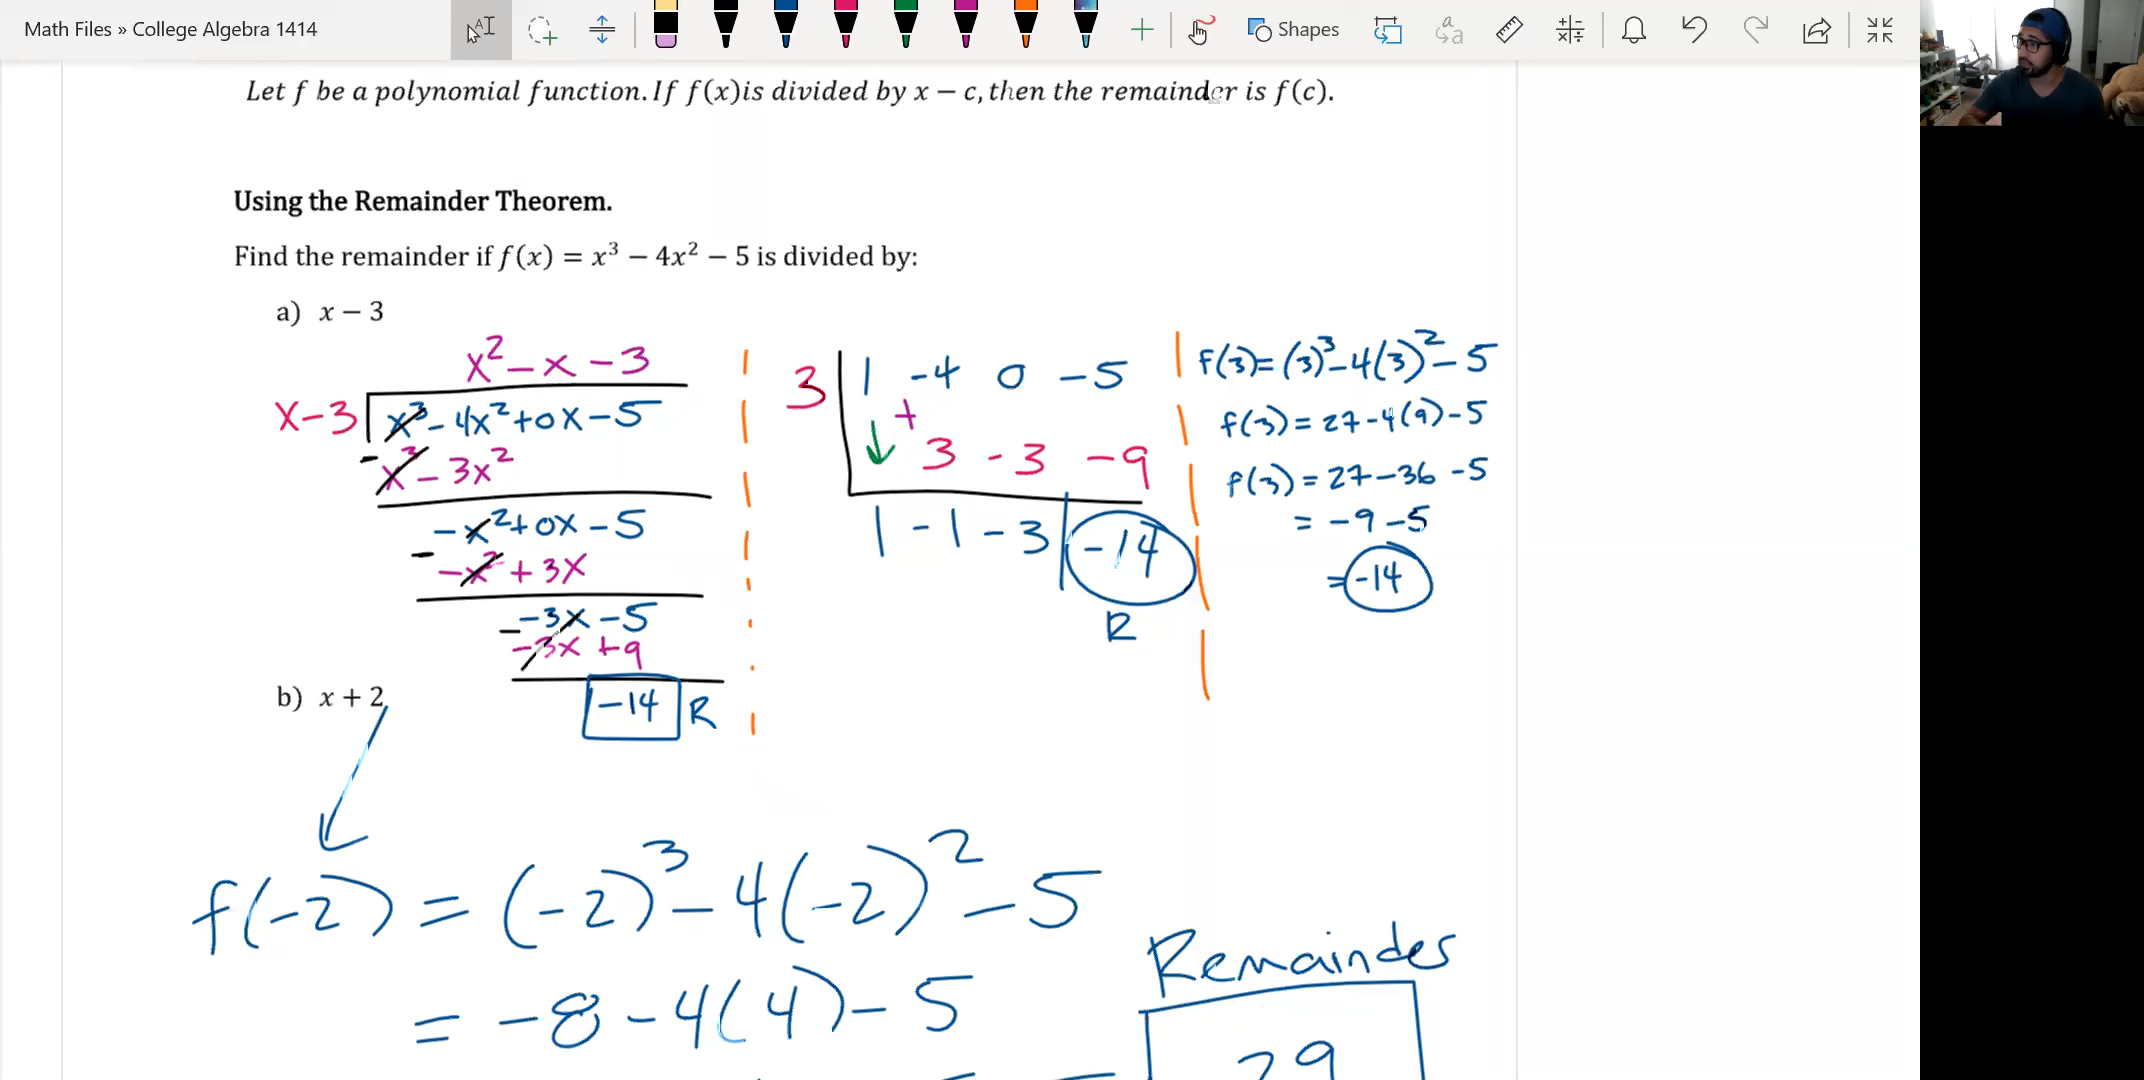 Math Files » College Algebra 1414
Shapes
Let f be a polynomial function. If f(x)is divided by x − c, then the remainder is f(c).
Using the Remainder Theorem.
Find the remainder if f(x) = x³ − 4x² − 5 is divided by:
a) x − 3
x² − x − 3
x−3 x³ − 4x² + 0x − 5
− x³ − 3x²
−x² + 0x − 5
− −x² + 3x
−3x − 5
− −3x + 9
−14 R
3 1 −4 0 −5
+
3 −3 −9
1 −1 −3 −14
R
f(3) = (3)³ − 4(3)² − 5
f(3) = 27 − 4(9) − 5
f(3) = 27 − 36 − 5
= −9 − 5
= −14
b) x + 2
f(−2) = (−2)³ − 4(−2)² − 5
= −8 − 4(4) − 5
Remainder